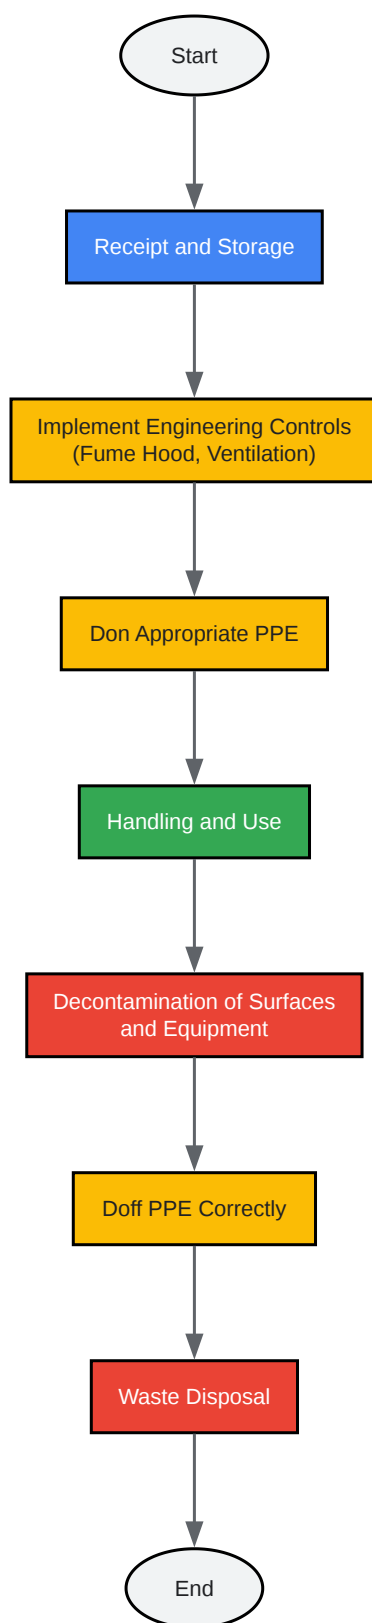 Start
Receipt and Storage
Implement Engineering Controls
(Fume Hood, Ventilation)
Don Appropriate PPE
Handling and Use
Decontamination of Surfaces
and Equipment
Doff PPE Correctly
Waste Disposal
End